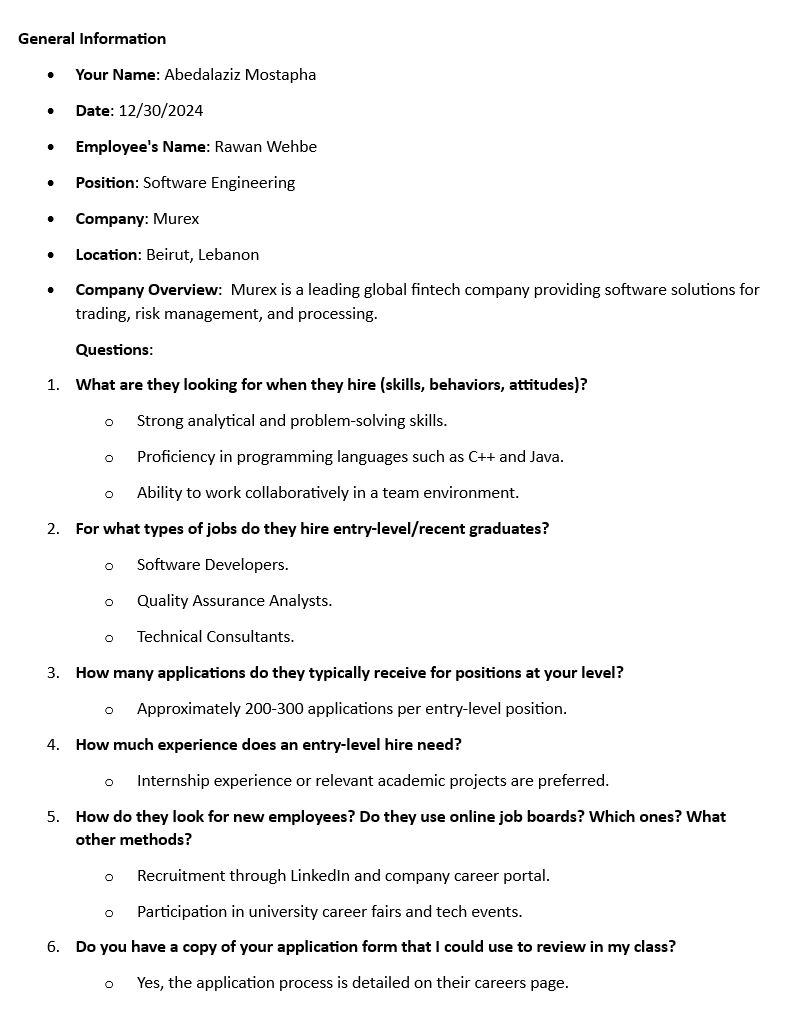 General Information
• Your Name: Abedalaziz Mostapha
• Date: 12/30/2024
• Employee's Name: Rawan Wehbe
• Position: Software Engineering
• Company: Murex
• Location: Beirut, Lebanon
• Company Overview:  Murex is a leading global fintech company providing software solutions for
trading, risk management, and processing.
Questions:
1. What are they looking for when they hire (skills, behaviors, attitudes)?
o Strong analytical and problem-solving skills.
o Proficiency in programming languages such as C++ and Java.
o Ability to work collaboratively in a team environment.
2. For what types of jobs do they hire entry-level/recent graduates?
o Software Developers.
o Quality Assurance Analysts.
o Technical Consultants.
3. How many applications do they typically receive for positions at your level?
o Approximately 200-300 applications per entry-level position.
4. How much experience does an entry-level hire need?
o Internship experience or relevant academic projects are preferred.
5. How do they look for new employees? Do they use online job boards? Which ones? What
other methods?
o Recruitment through LinkedIn and company career portal.
o Participation in university career fairs and tech events.
6. Do you have a copy of your application form that I could use to review in my class?
o Yes, the application process is detailed on their careers page.